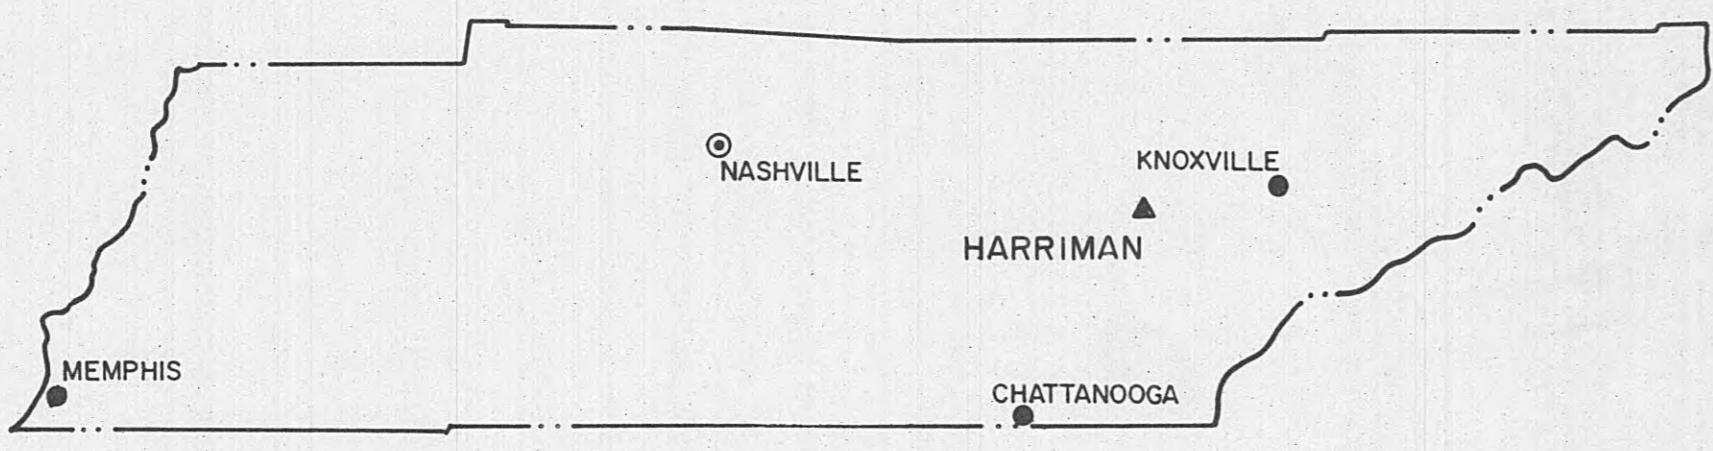 NASHVILLE
KNOXVILLE
HARRIMAN
MEMPHIS
CHATTANOOGA